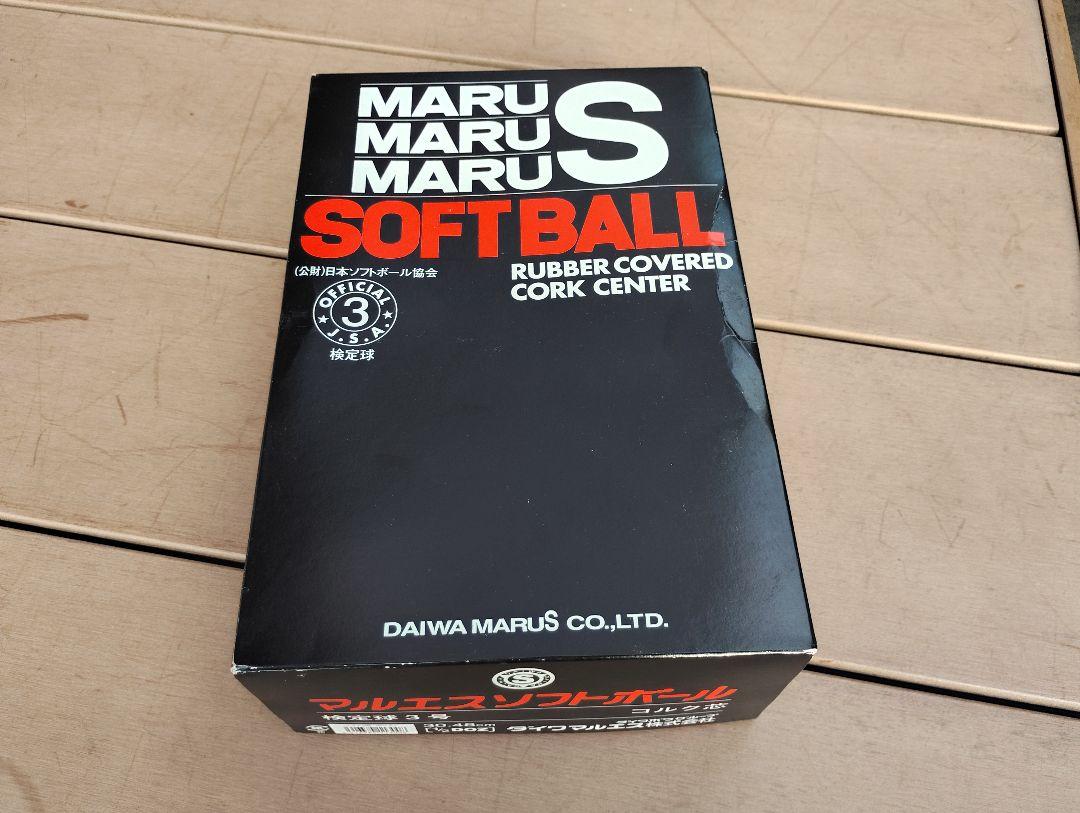 MARU
MARU
MARU
S
SOFTBALL
(公財)日本ソフトボール協会
RUBBER COVERED
CORK CENTER
OFFICIAL
3
J.S.A.
検定球
DAIWA MARUS CO.,LTD.
S
マルエスソフトボール
検定球3号
コルク芯
30.48cm
ダイワマルエス株式会社